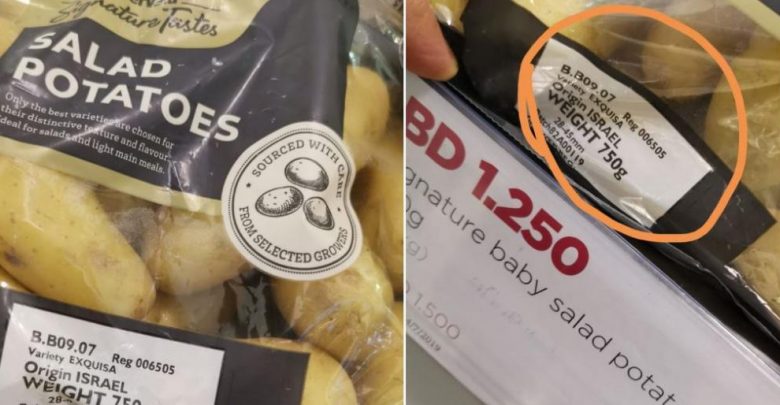 Signature Tastes
SALAD
POTATOES
Only the best varieties are chosen for
their distinctive texture and flavour.
Ideal for salads and light main meals.
SOURCED WITH CARE
FROM SELECTED GROWERS
B.B09.07 Reg 006505
Variety EXQUISA
Origin ISRAEL
WEIGHT 750
B.B09.07 Reg 006505
Variety EXQUISA
Origin ISRAEL
WEIGHT 750g
28-45 mm
BD 1.250
gnature baby salad potat
0g
1.500